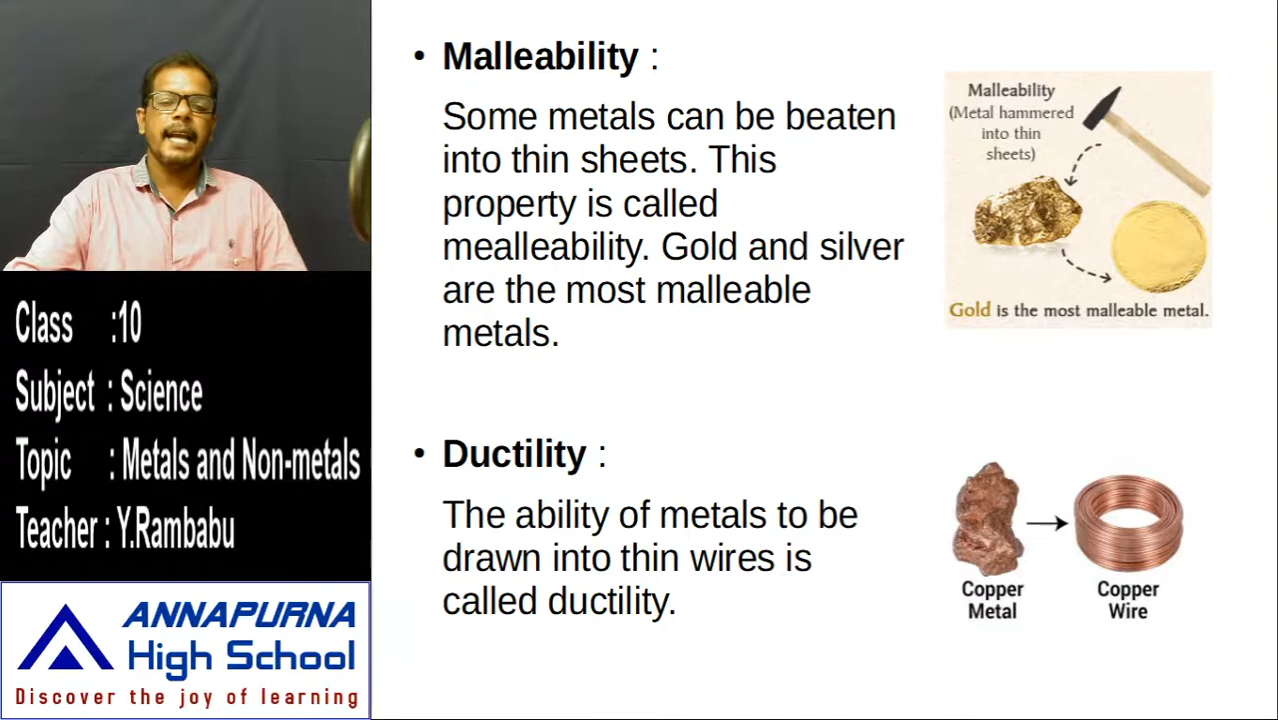 • Malleability :
Some metals can be beaten
into thin sheets. This
property is called
mealleability. Gold and silver
are the most malleable
metals.
Malleability
(Metal hammered
into thin
sheets)
Gold is the most malleable metal.
• Ductility :
The ability of metals to be
drawn into thin wires is
called ductility.
Copper
Metal
Copper
Wire
Class :10
Subject : Science
Topic : Metals and Non-metals
Teacher : Y.Rambabu
ANNAPURNA
High School
Discover the joy of learning